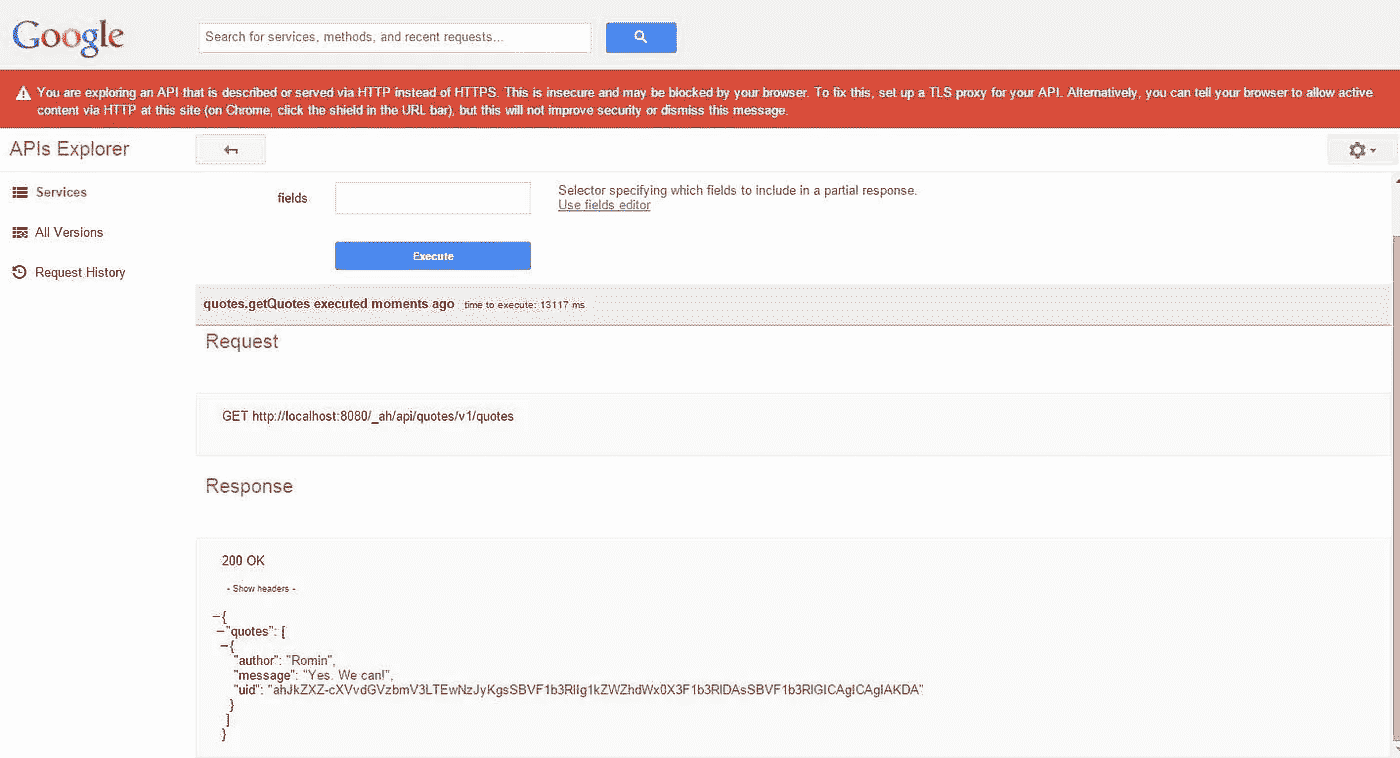 Google
Search for services, methods, and recent requests...
You are exploring an API that is described or served via HTTP instead of HTTPS. This is insecure and may be blocked by your browser. To fix this, set up a TLS proxy for your API. Alternatively, you can tell your browser to allow active
content via HTTP at this site (on Chrome, click the shield in the URL bar), but this will not improve security or dismiss this message.
APIs Explorer
Services
All Versions
Request History
fields
Selector specifying which fields to include in a partial response.
Use fields editor
Execute
quotes.getQuotes executed moments ago time to execute: 13117 ms
Request
GET http://localhost:8080/_ah/api/quotes/v1/quotes
Response
200 OK
- Show headers -
{
"quotes": [
{
"author": "Romin",
"message": "Yes. We can!",
"uid":
}
]
}